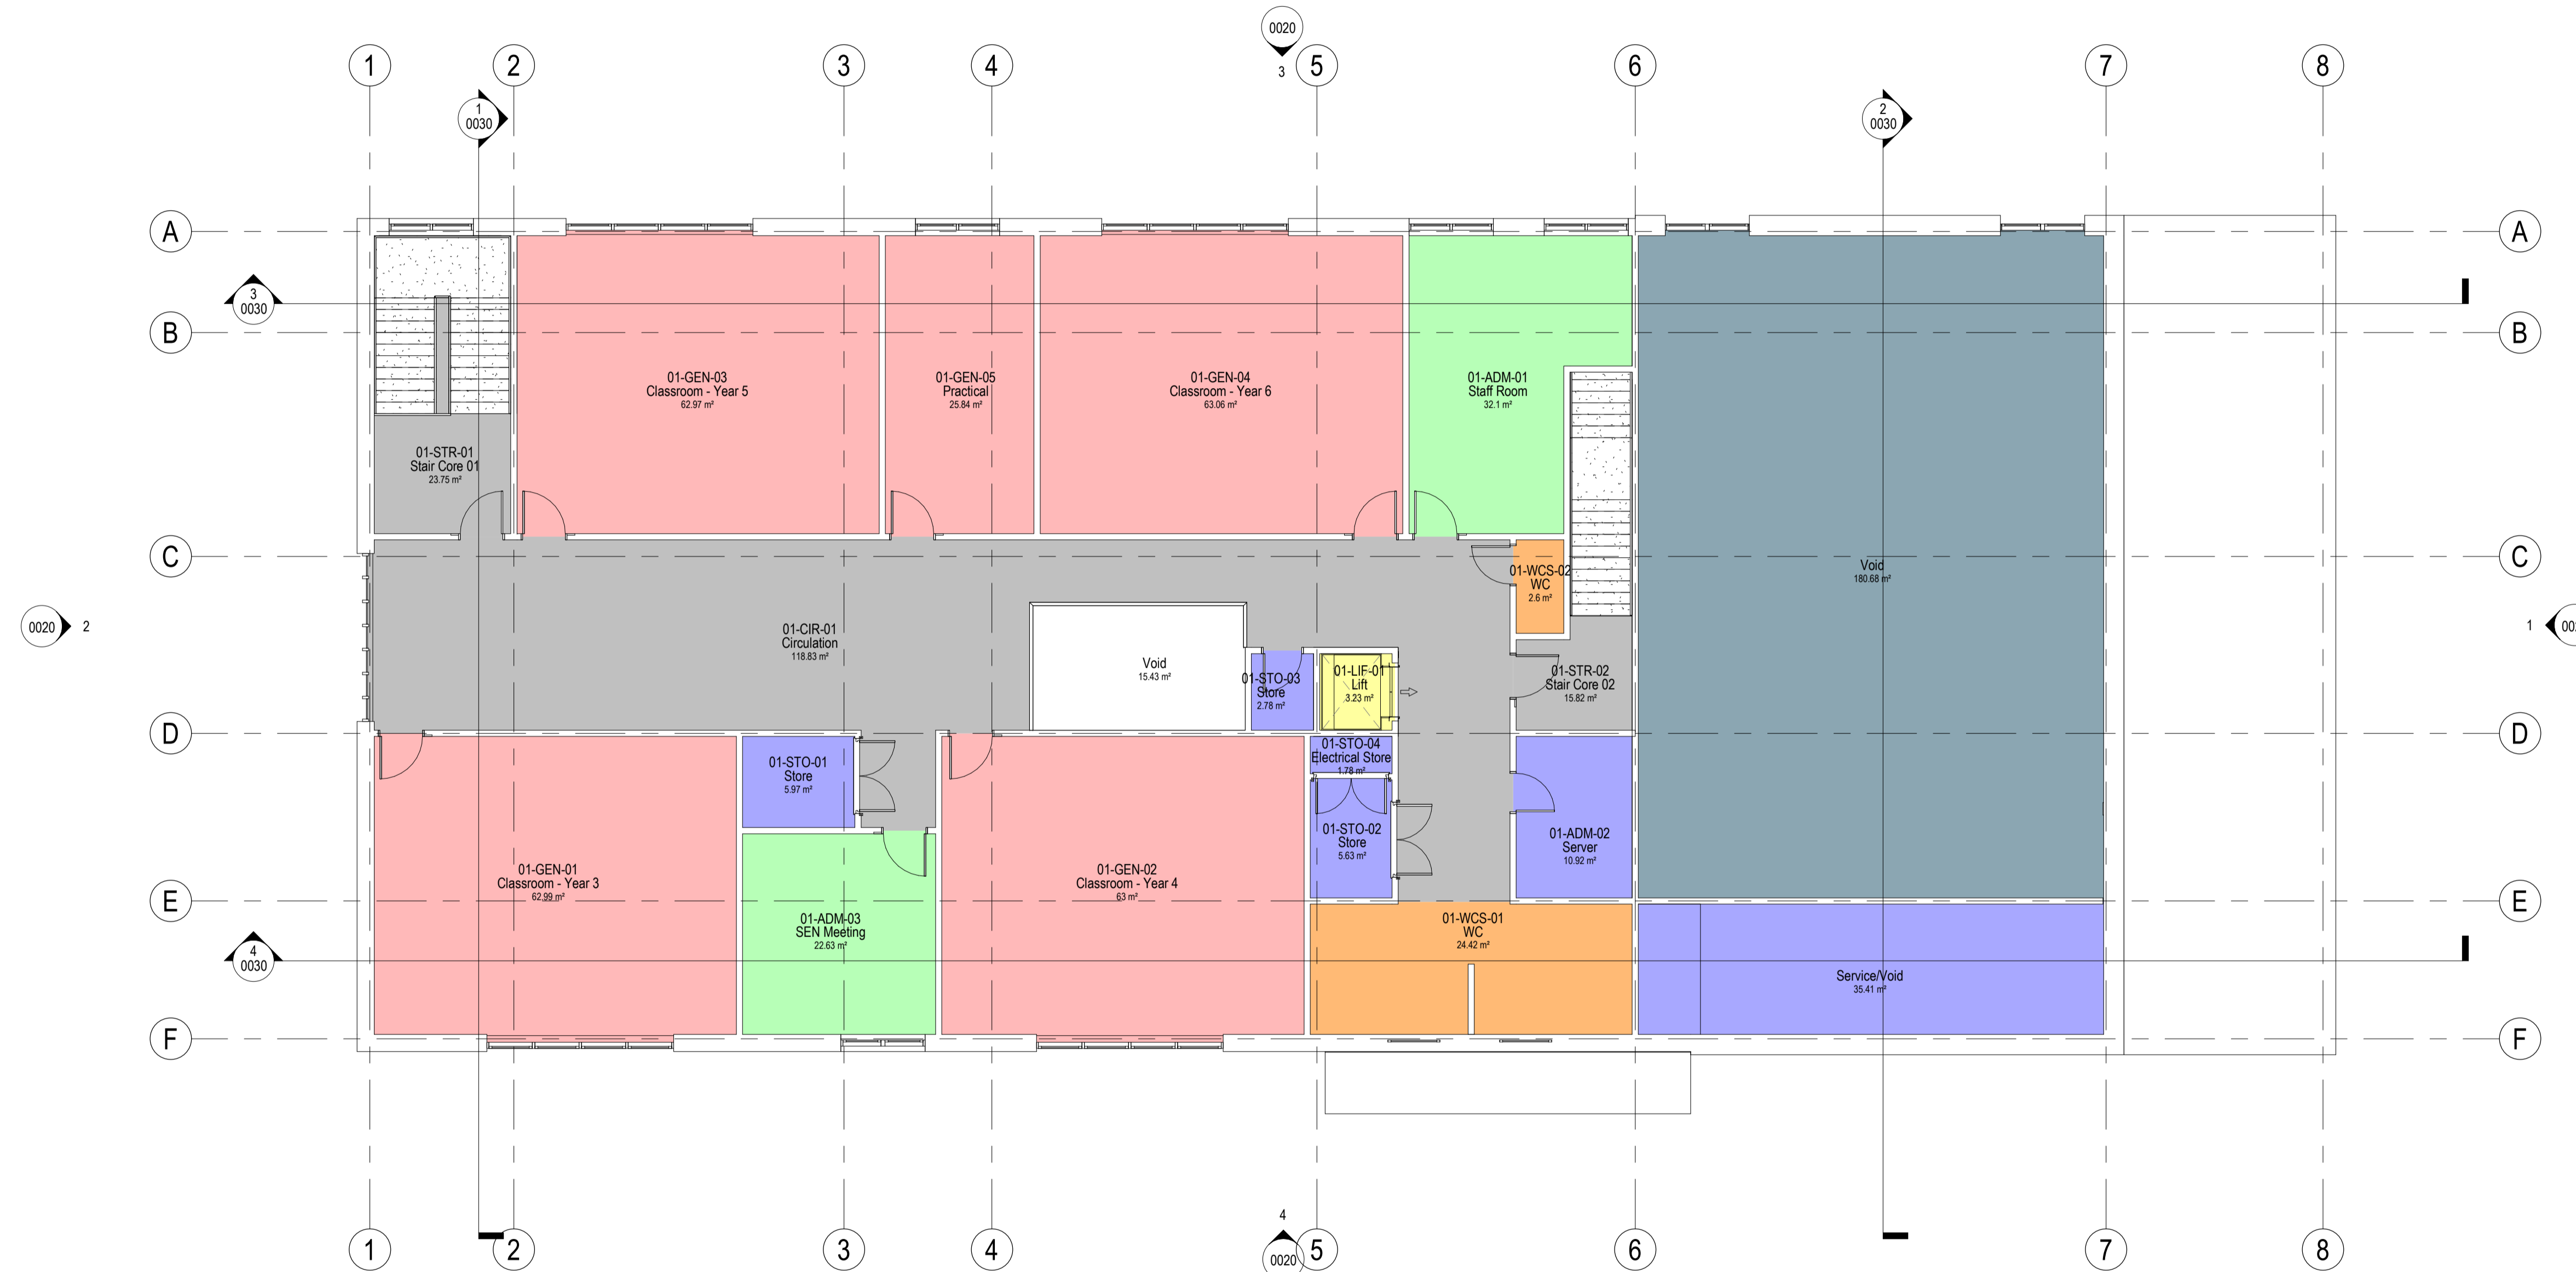 0020
3
1
2
3
4
5
6
7
8
1
0030
2
0030
A
A
3
0030
B
B
01-GEN-03
Classroom - Year 5
62.97 m²
01-GEN-05
Practical
25.84 m²
01-GEN-04
Classroom - Year 6
63.06 m²
01-ADM-01
Staff Room
32.1 m²
01-STR-01
Stair Core 01
23.75 m²
C
C
Void
180.68 m²
01-WCS-02
WC
2.6 m²
0020
2
1
01-CIR-01
Circulation
118.83 m²
Void
15.43 m²
01-STO-03
Store
2.78 m²
01-LIF-01
Lift
3.23 m²
01-STR-02
Stair Core 02
15.82 m²
D
D
01-STO-01
Store
5.97 m²
01-STO-04
Electrical Store
1.78 m²
01-STO-02
Store
5.63 m²
01-ADM-02
Server
10.92 m²
01-GEN-01
Classroom - Year 3
62.99 m²
01-GEN-02
Classroom - Year 4
63 m²
E
E
01-ADM-03
SEN Meeting
22.63 m²
01-WCS-01
WC
24.42 m²
4
0030
Service/Void
35.41 m²
F
F
4
0020
1
2
3
4
5
6
7
8